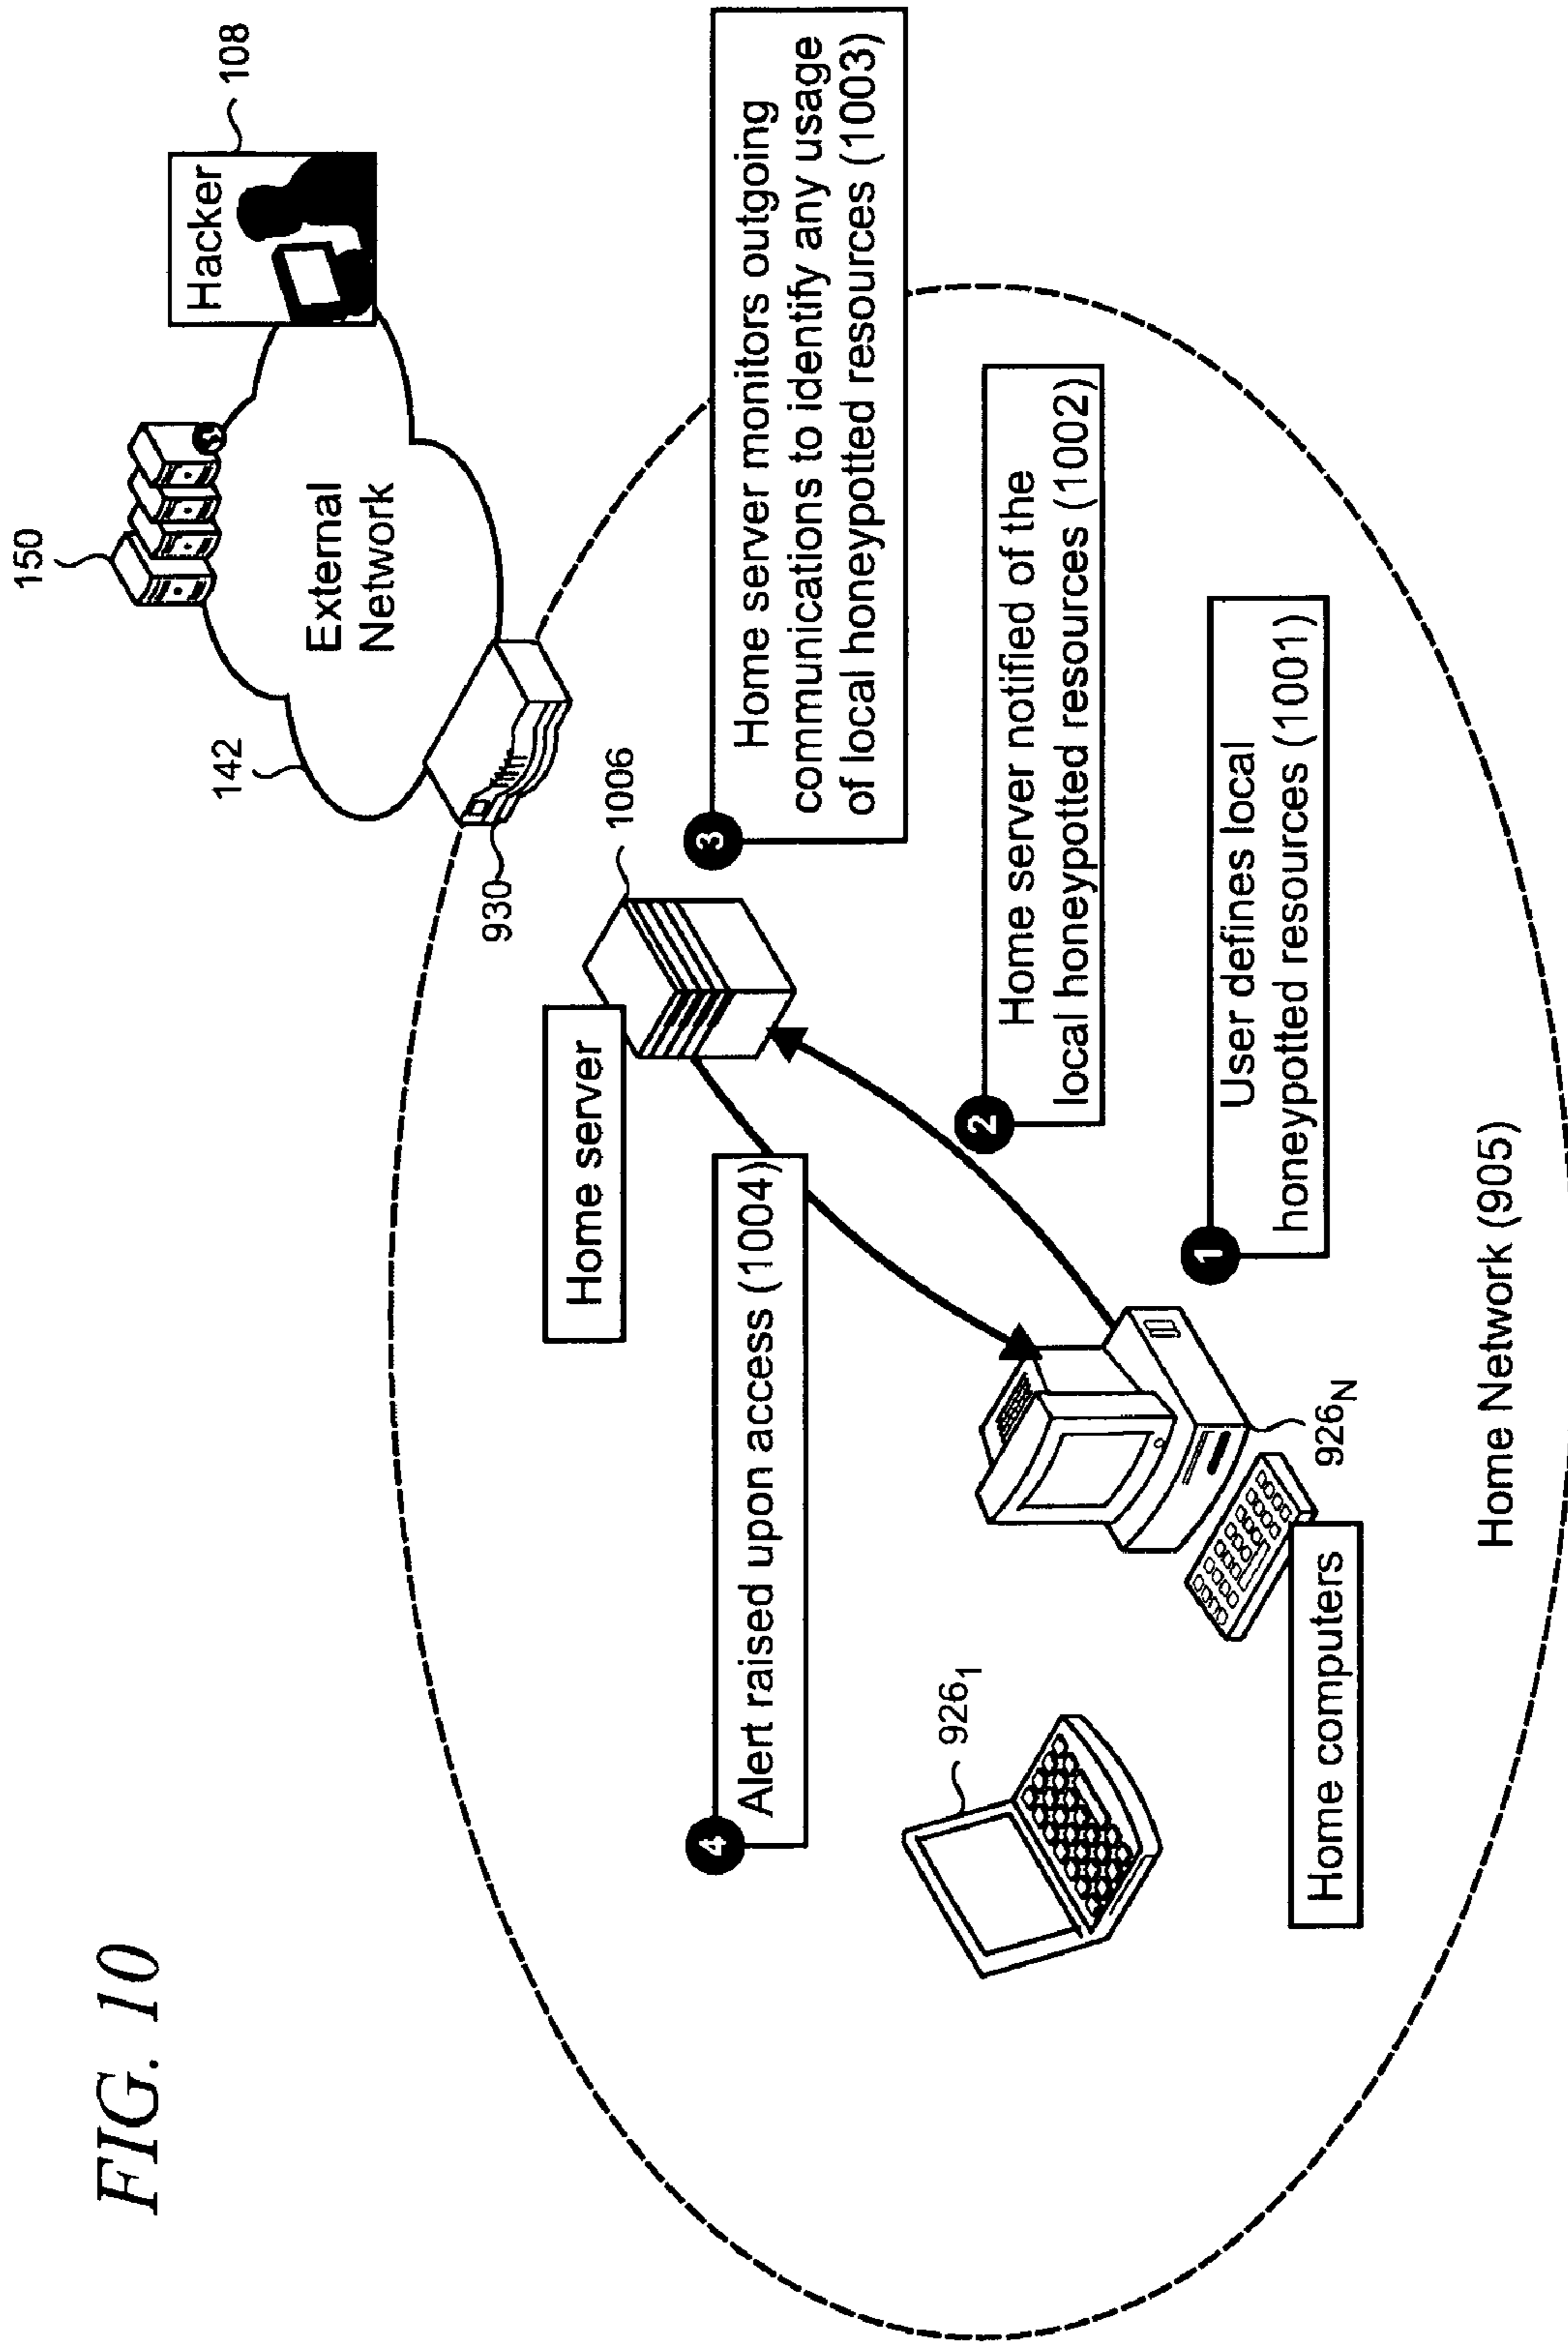 FIG. 10
150
108
Hacker
External
Network
142
930
1006
Home server
3
Home server monitors outgoing
communications to identify any usage
of local honeypotted resources (1003)
4
Alert raised upon access (1004)
2
Home server notified of the
local honeypotted resources (1002)
926₁
1
User defines local
honeypotted resources (1001)
926N
Home computers
Home Network (905)